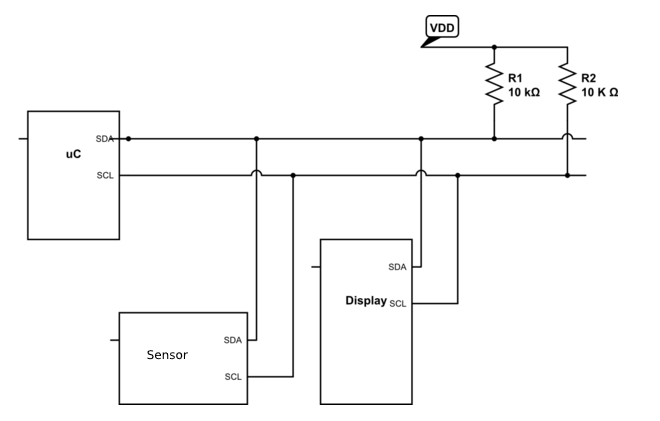 VDD
R1
10 kΩ
R2
10 K Ω
SDA
uC
SCL
SDA
Display
SCL
Sensor
SDA
SCL